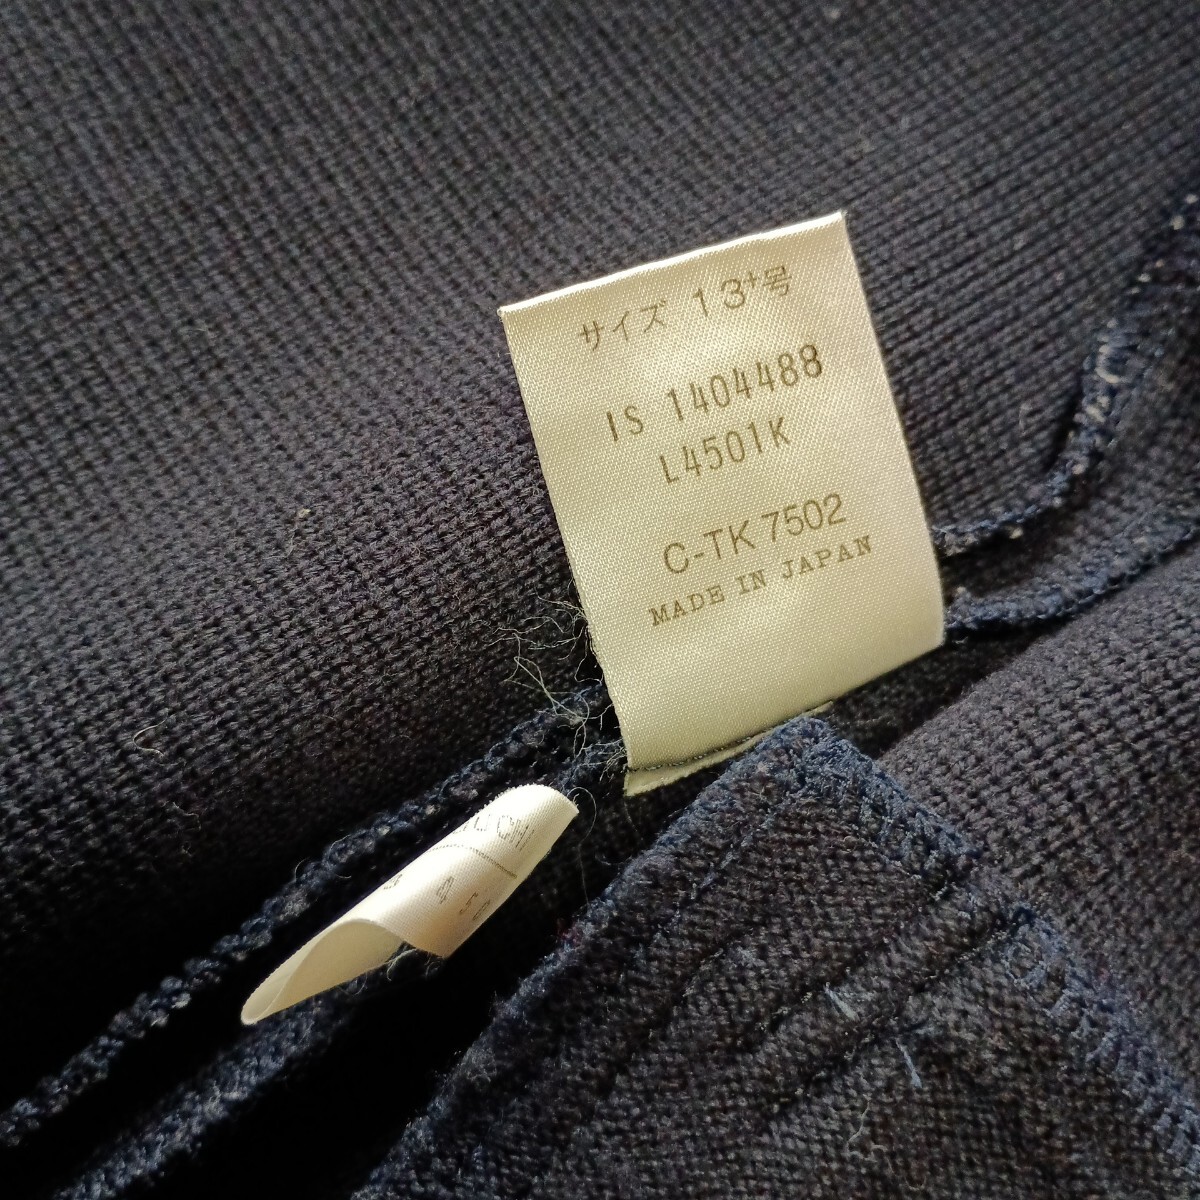 サイズ 13+号
IS 1404488
L4501K
C-TK 7502
MADE IN JAPAN